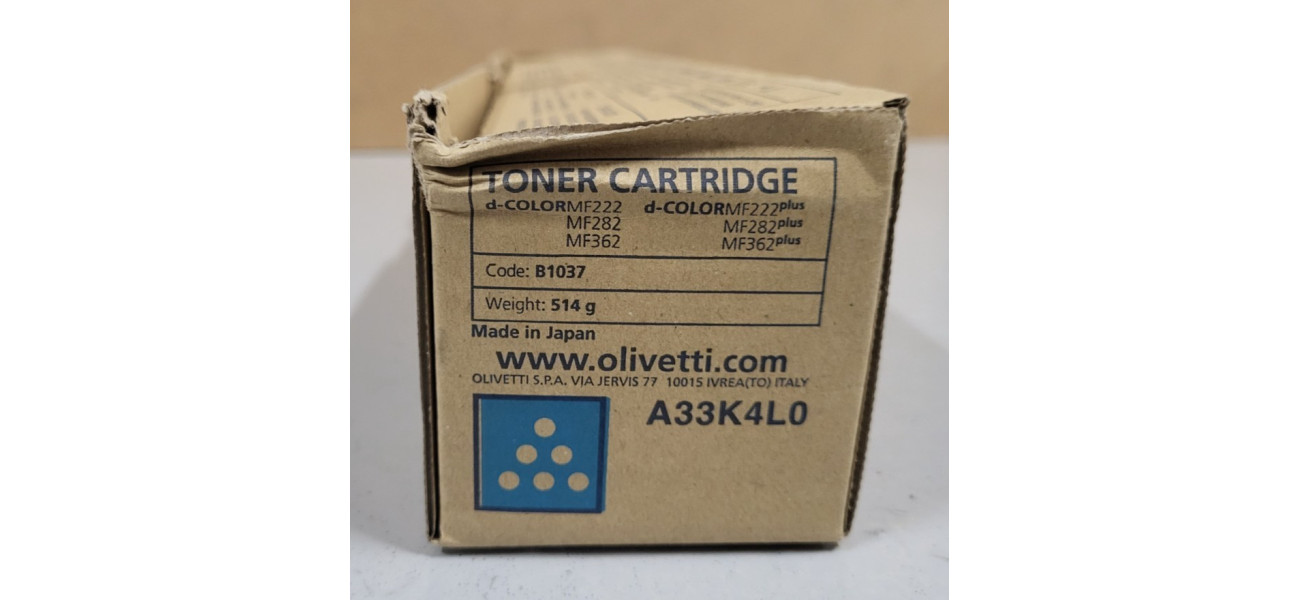 TONER CARTRIDGE
d-COLORMF222 d-COLORMF222plus
MF282 MF282plus
MF362 MF362plus
Code: B1037
Weight: 514 g
Made in Japan
www.olivetti.com
OLIVETTI S.P.A. VIA JERVIS 77 10015 IVREA(TO) ITALY
A33K4L0